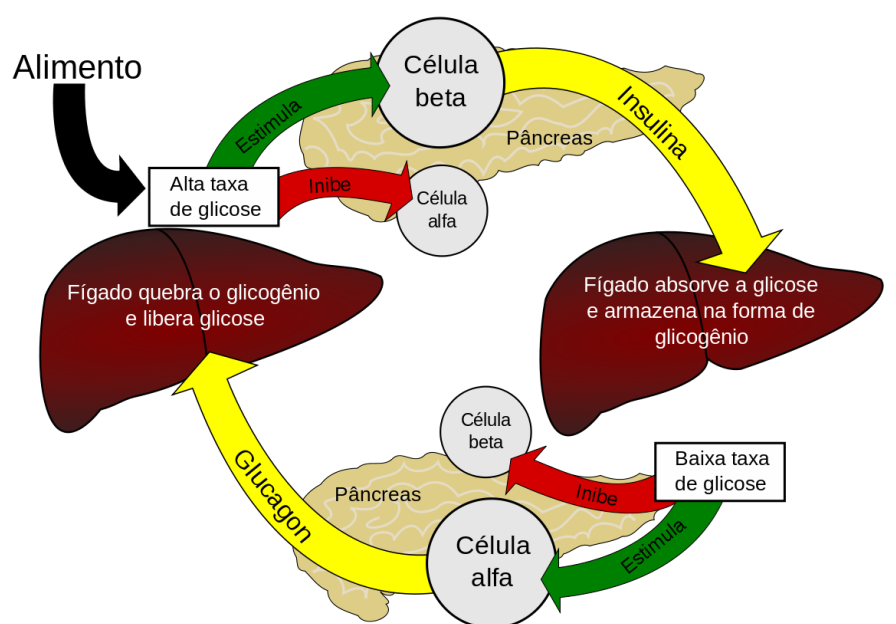 Alimento
Célula
beta
Estimula
Insulina
Pâncreas
Alta taxa
de glicose
Inibe
Célula
alfa
Fígado quebra o glicogênio
e libera glicose
Fígado absorve a glicose
e armazena na forma de
glicogênio
Célula
beta
Baixa taxa
de glicose
Glucagon
Pâncreas
Inibe
Célula
alfa
Estimula